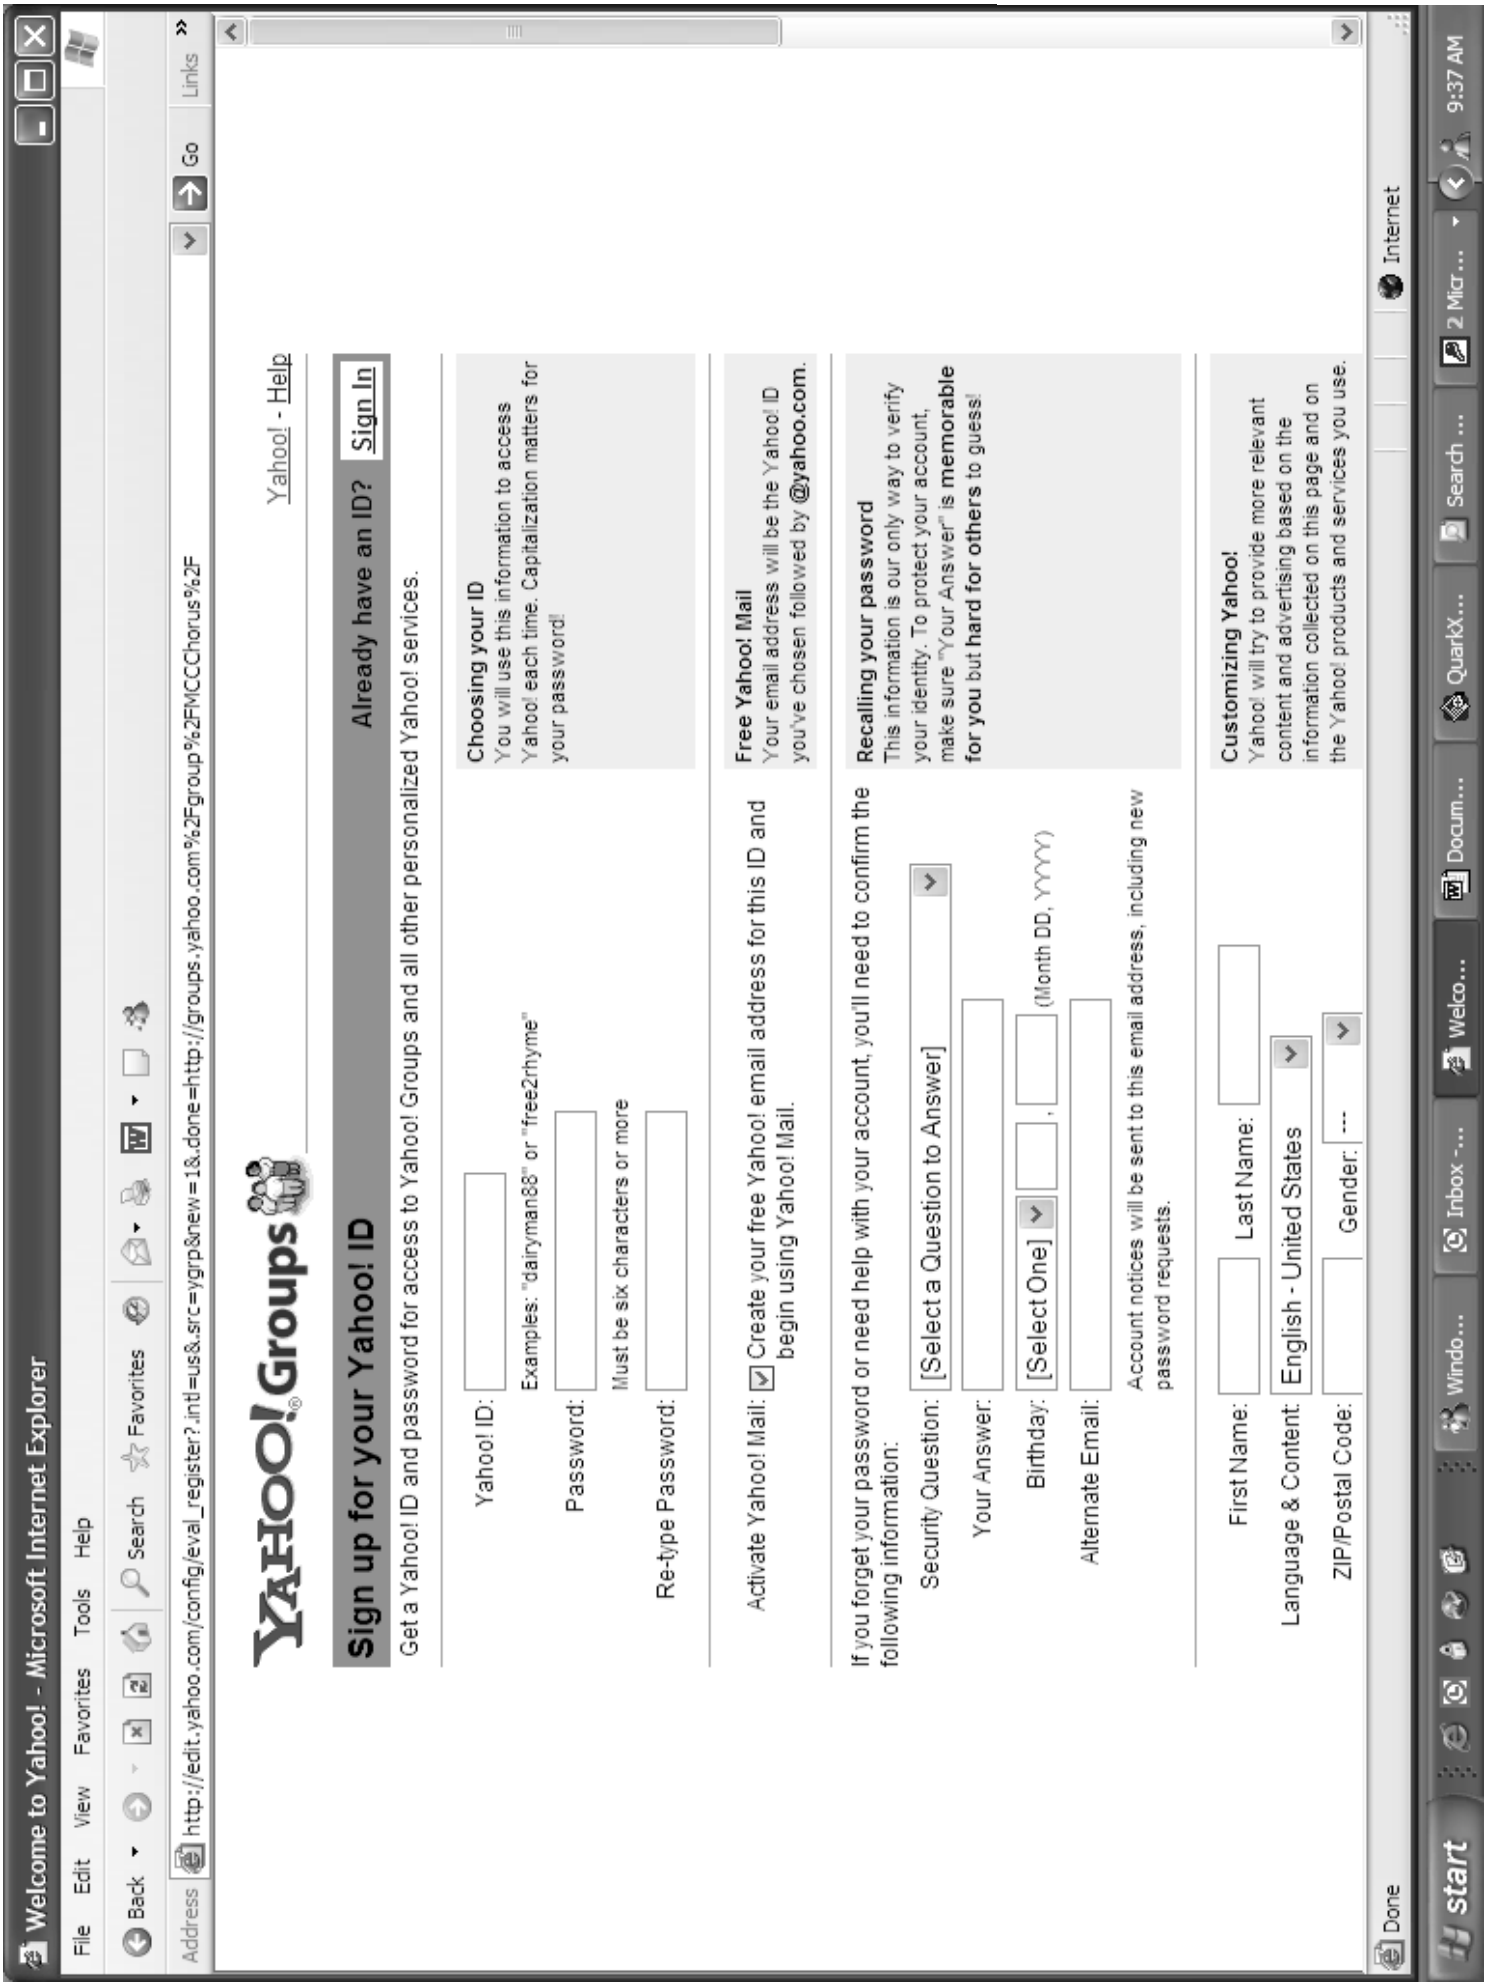 Welcome to Yahoo! - Microsoft Internet Explorer
File Edit View Favorites Tools Help
Back Search Favorites
Address http://edit.yahoo.com/config/eval_register?.intl=us&.src=ygrp&new=1&.done=http://groups.yahoo.com%2Fgroup%2FMCCChorus%2F Go Links »
YAHOO!® Groups Yahoo! - Help
Sign up for your Yahoo! ID Already have an ID? Sign In
Get a Yahoo! ID and password for access to Yahoo! Groups and all other personalized Yahoo! services.
Yahoo! ID:
Examples: "dairyman88" or "free2rhyme"
Password:
Must be six characters or more
Re-type Password:
Choosing your ID
You will use this information to access
Yahoo! each time. Capitalization matters for
your password!
Activate Yahoo! Mail: Create your free Yahoo! email address for this ID and
begin using Yahoo! Mail.
Free Yahoo! Mail
Your email address will be the Yahoo! ID
you've chosen followed by @yahoo.com.
If you forget your password or need help with your account, you'll need to confirm the
following information:
Security Question: [Select a Question to Answer]
Your Answer:
Birthday: [Select One] , (Month DD, YYYY)
Alternate Email:
Account notices will be sent to this email address, including new
password requests.
Recalling your password
This information is our only way to verify
your identity. To protect your account,
make sure "Your Answer" is memorable
for you but hard for others to guess!
First Name: Last Name:
Language & Content: English - United States
ZIP/Postal Code: Gender: ---
Customizing Yahoo!
Yahoo! will try to provide more relevant
content and advertising based on the
information collected on this page and on
the Yahoo! products and services you use.
Done Internet
start Windo... Inbox -... Welco... Docum... QuarkX... Search ... 2 Micr... 9:37 AM